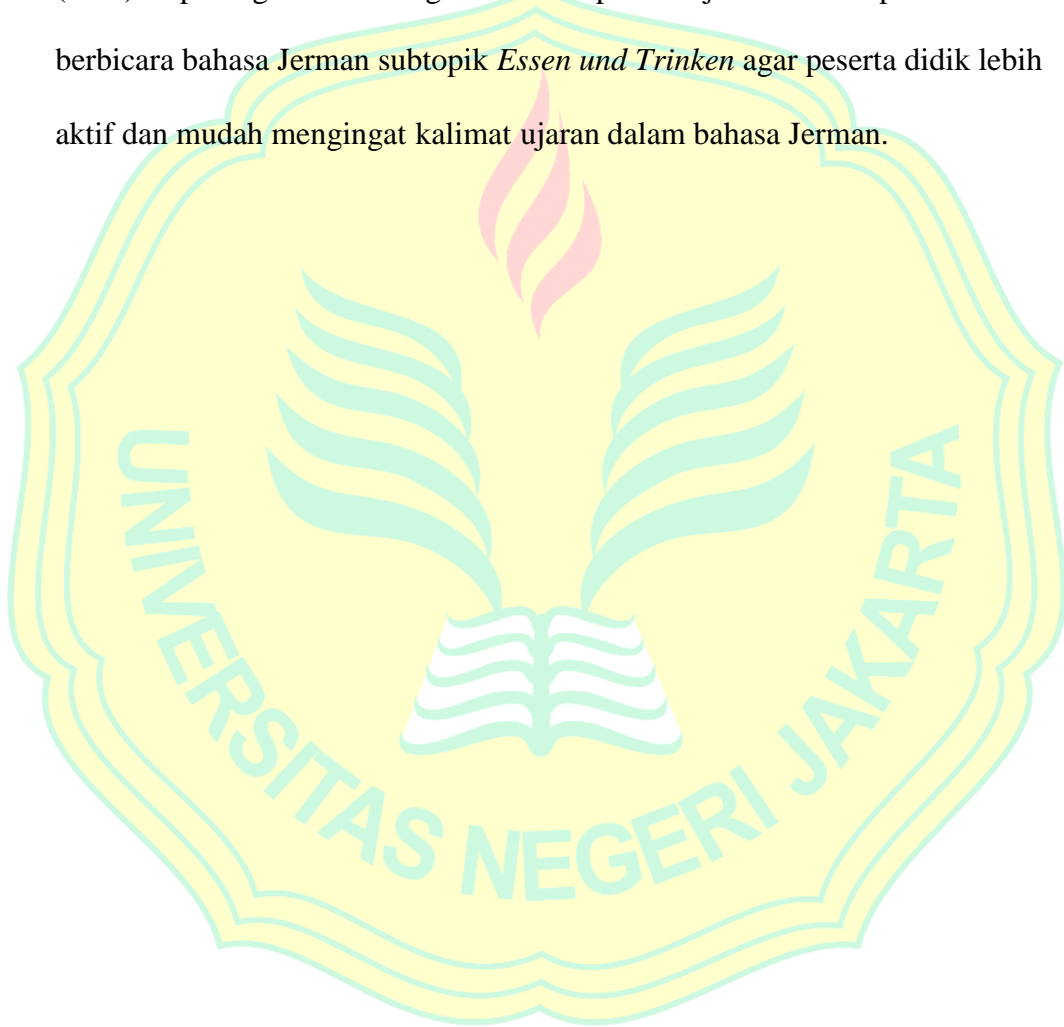 berbicara bahasa Jerman subtopik Essen und Trinken agar peserta didik lebih
aktif dan mudah mengingat kalimat ujaran dalam bahasa Jerman.
UNIVERSITAS NEGERI JAKARTA